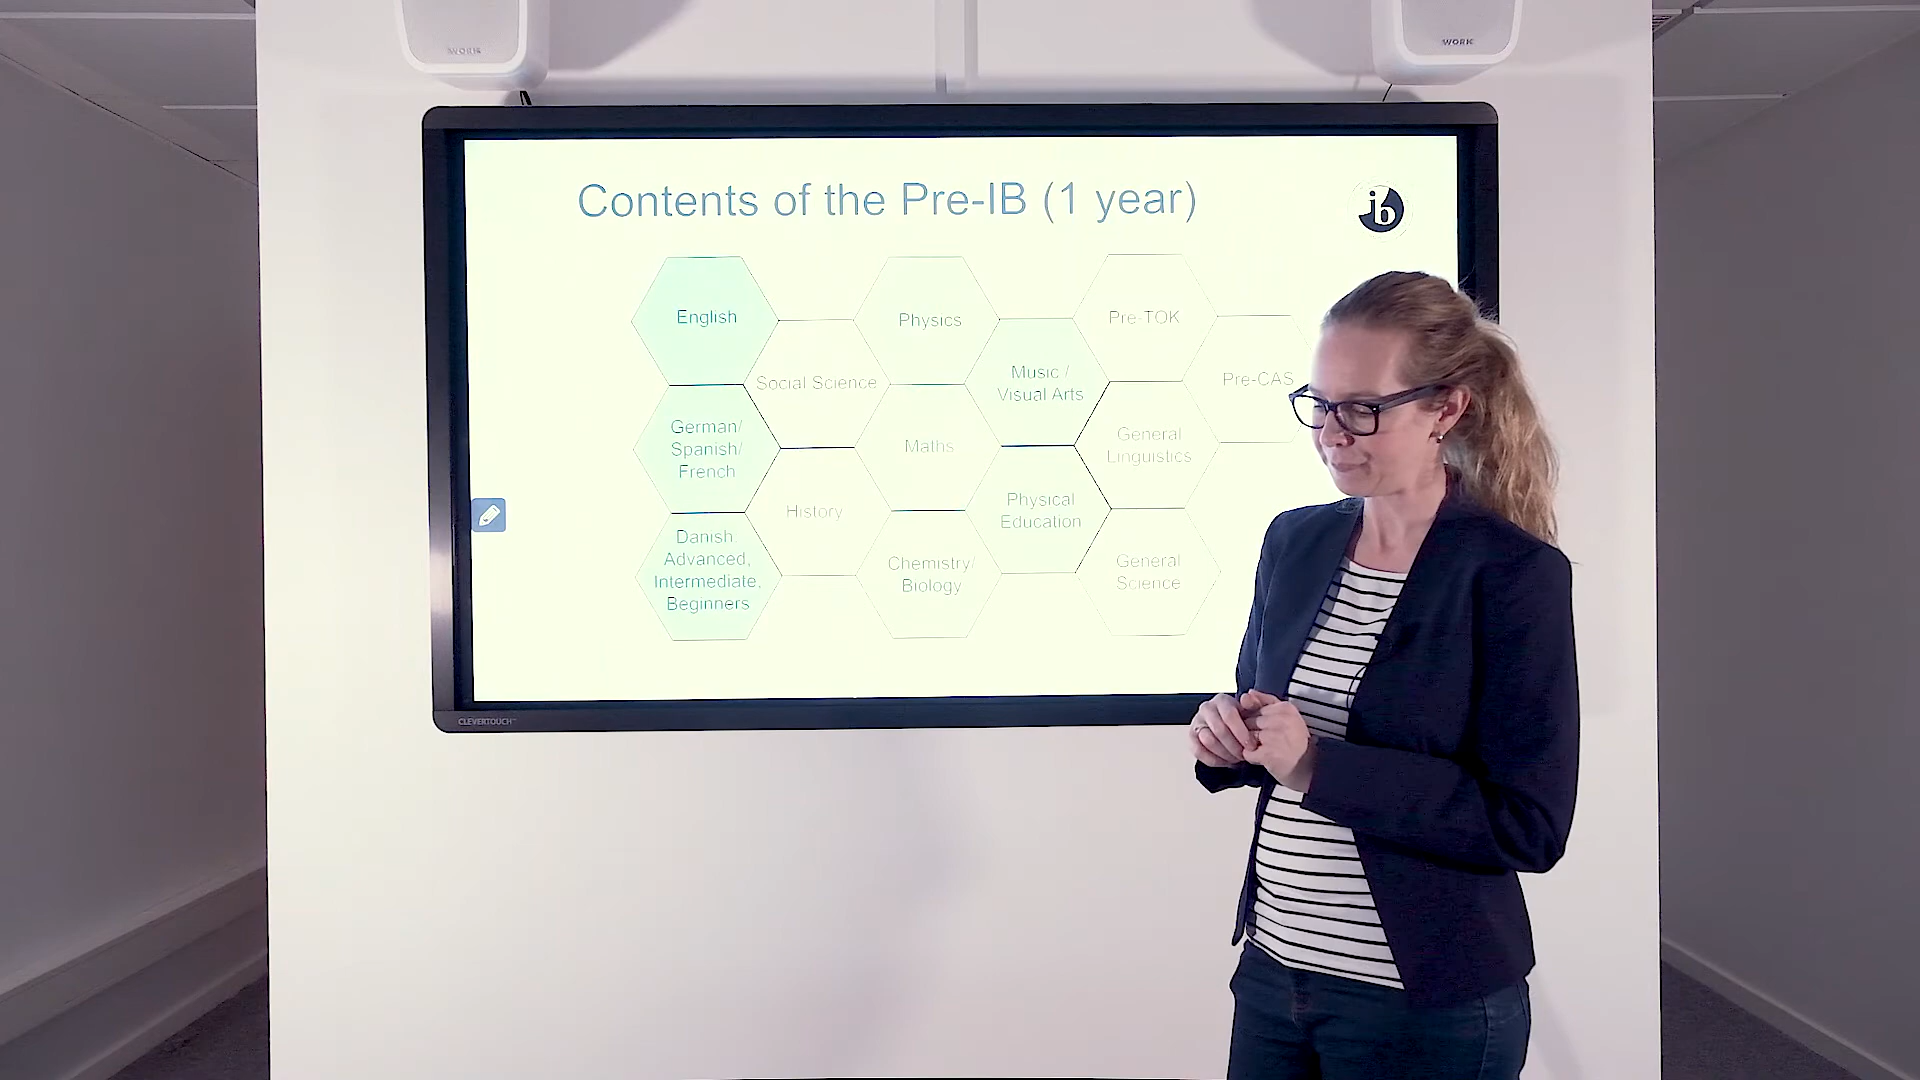 WORK
WORK
Contents of the Pre-IB (1 year)
ib
English
Physics
Pre-TOK
Social Science
Music /
Visual Arts
Pre-CAS
German/
Spanish/
French
Maths
General
Linguistics
History
Physical
Education
Danish:
Advanced,
Intermediate,
Beginners
Chemistry/
Biology
General
Science
CLEVERTOUCH